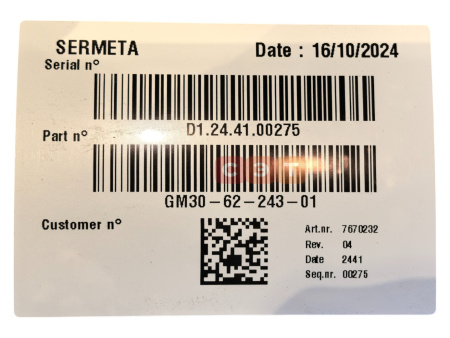 SERMETA Date : 16/10/2024
Serial n°
D1.24.41.00275
Part n°
GM30-62-243-01
Customer n°
Art.nr. 7670232
Rev. 04
Date 2441
Seq.nr. 00275